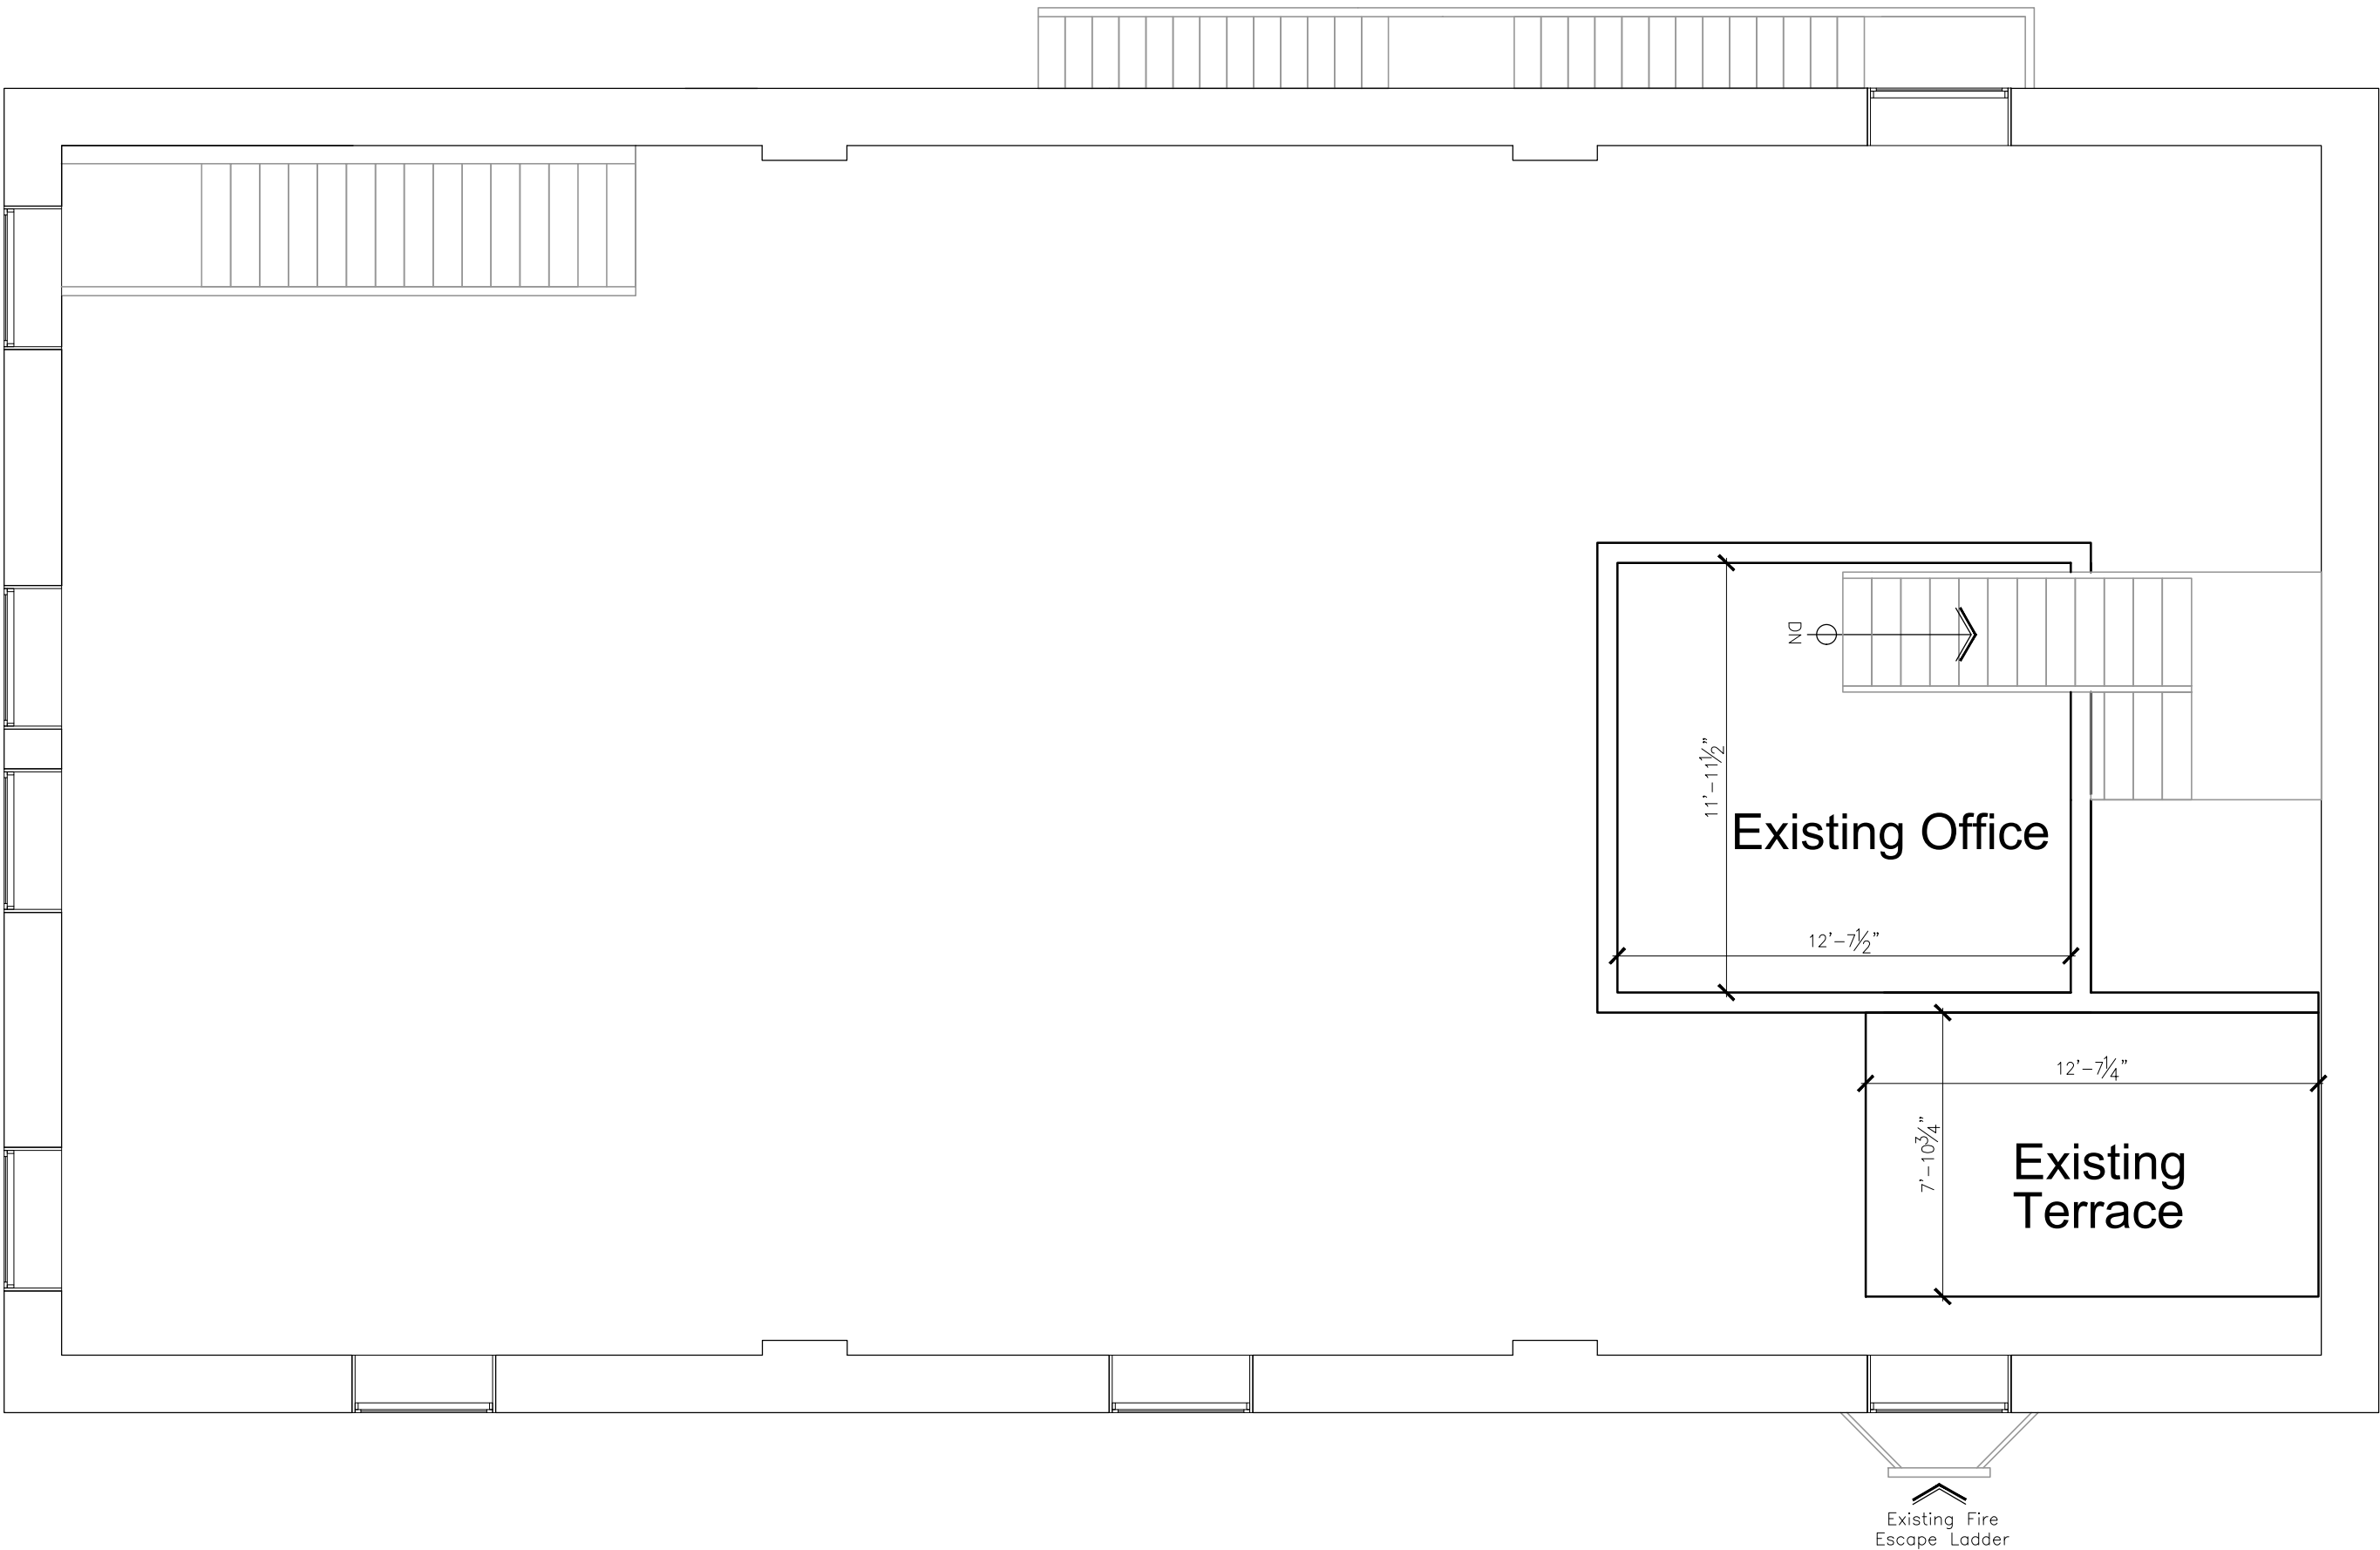 DN
11'-11½"
Existing Office
12'-7½"
12'-7¼"
7'-10¾"
Existing
Terrace
Existing Fire
Escape Ladder